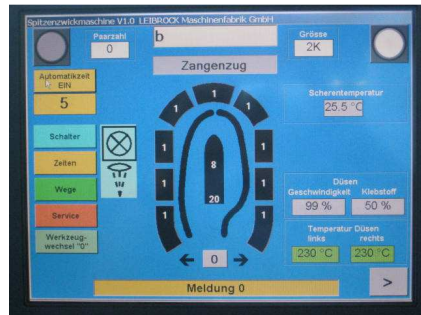 Spitzenzwickmaschine V1.0 LEIBROCK Maschinenfabrik GmbH
Paarzahl
0
b
Grösse
2K
Zangenzug
Automatikzeit
EIN
5
Scherentemperatur
25.5 °C
1 1 1
1 1
1 1
1 1
8
20
Schalter
Zeiten
Wege
Service
Werkzeug-
wechsel "0"
Düsen
Geschwindigkeit Klebstoff
99 % 50 %
Temperatur Düsen
links rechts
230 °C 230 °C
0
Meldung 0
>